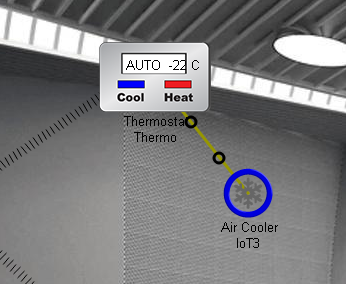 AUTO -22 C
Cool Heat
Thermosta
Thermo
Air Cooler
IoT3